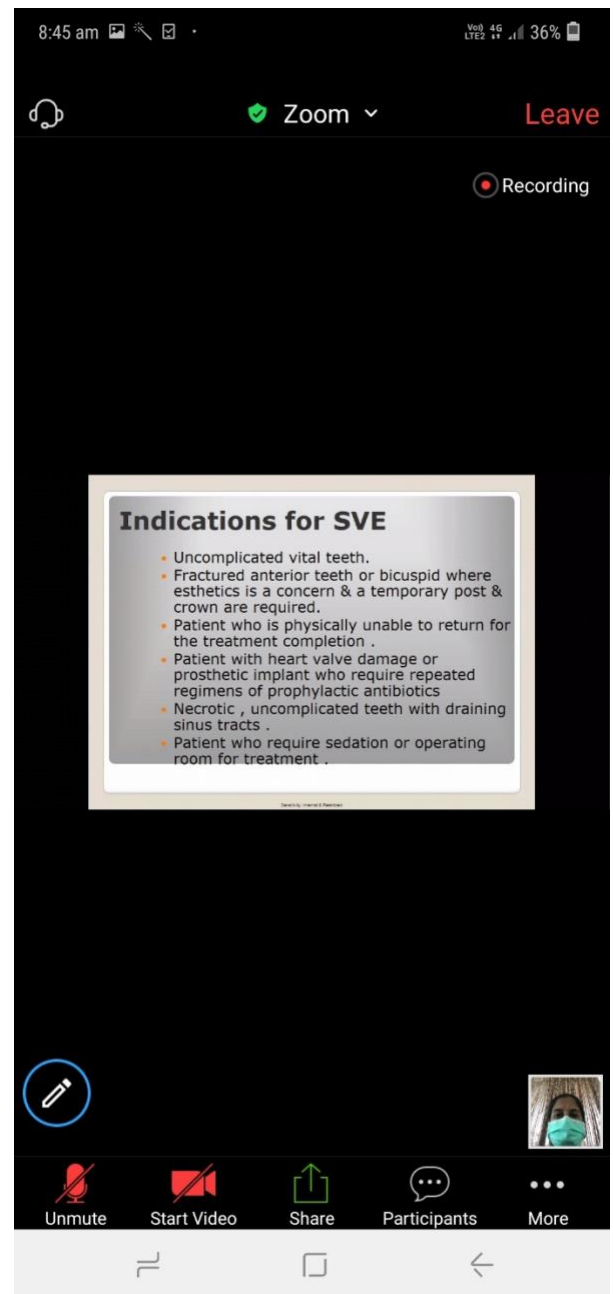 8:45 am
Vo) 4G
LTE2 36%
Zoom Leave
Recording
Indications for SVE
• Uncomplicated vital teeth.
• Fractured anterior teeth or bicuspid where
esthetics is a concern & a temporary post &
crown are required.
• Patient who is physically unable to return for
the treatment completion .
• Patient with heart valve damage or
prosthetic implant who require repeated
regimens of prophylactic antibiotics
• Necrotic , uncomplicated teeth with draining
sinus tracts .
• Patient who require sedation or operating
room for treatment .
Unmute Start Video Share Participants More